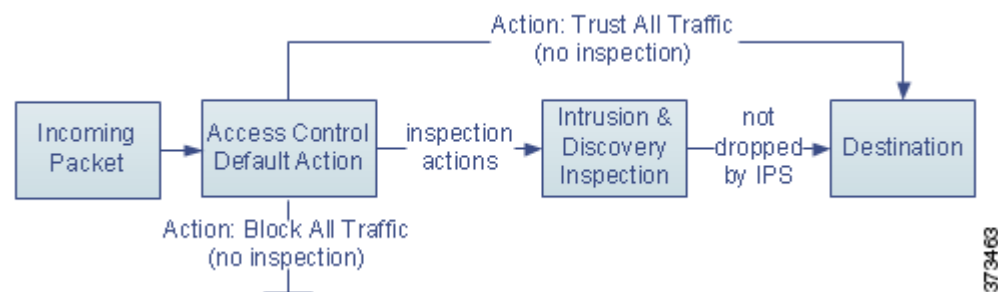 Action: Trust All Traffic
(no inspection)
Incoming
Packet
Access Control
Default Action
inspection
actions
Intrusion &
Discovery
Inspection
not
dropped
by IPS
Destination
Action: Block All Traffic
(no inspection)
373463